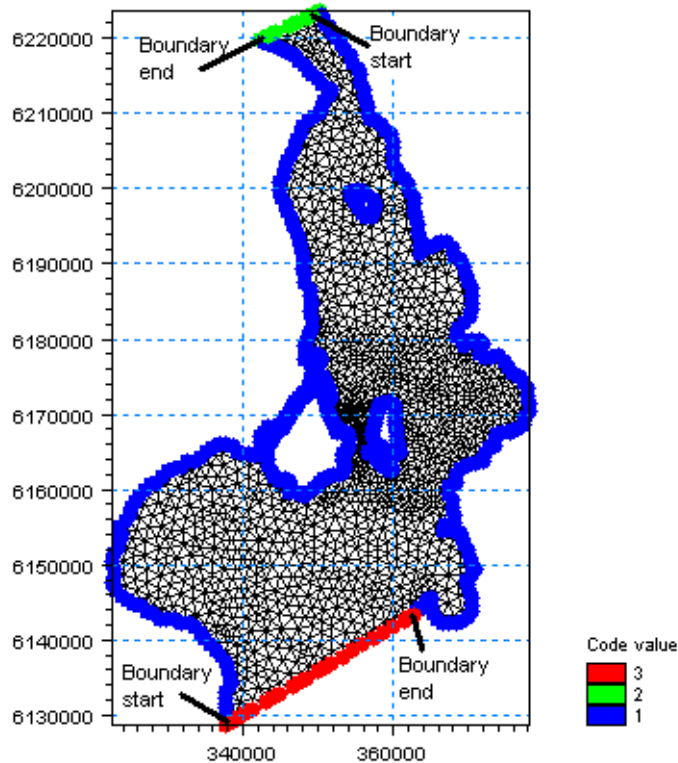 6220000
Boundary
end
Boundary
start
6210000
6200000
6190000
6180000
6170000
6160000
6150000
6140000
Boundary
start
Boundary
end
6130000
340000
360000
Code value
3
2
1